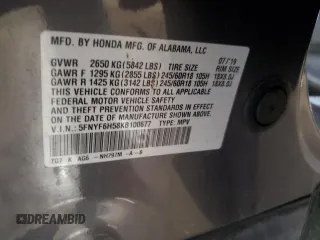 MFD. BY HONDA MFG. OF ALABAMA, LLC
07/'19
GVWR 2650 KG(5842 LBS) TIRE SIZE RIM SIZE
GAWR F 1295 KG(2855 LBS) 245/60R18 105H 18X8.0J
GAWR R 1425 KG(3142 LBS) 245/60R18 105H 18X8.0J
THIS VEHICLE CONFORMS TO ALL APPLICABLE
FEDERAL MOTOR VEHICLE SAFETY, BUMPER AND
THEFT PREVENTION STANDARDS IN EFFECT ON THE DATE
OF MANUFACTURE SHOWN ABOVE.
V.I.N.: 5FNYF6H58KB100677 TYPE: MPV
NH797M -A-
DREAMBID